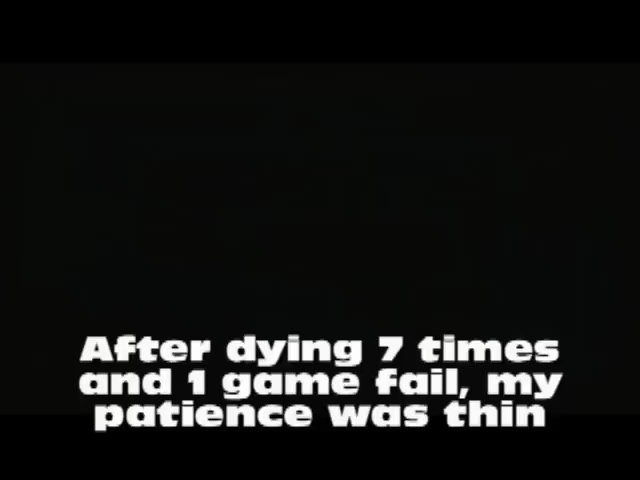 After dying 7 times
and 1 game fail, my
patience was thin